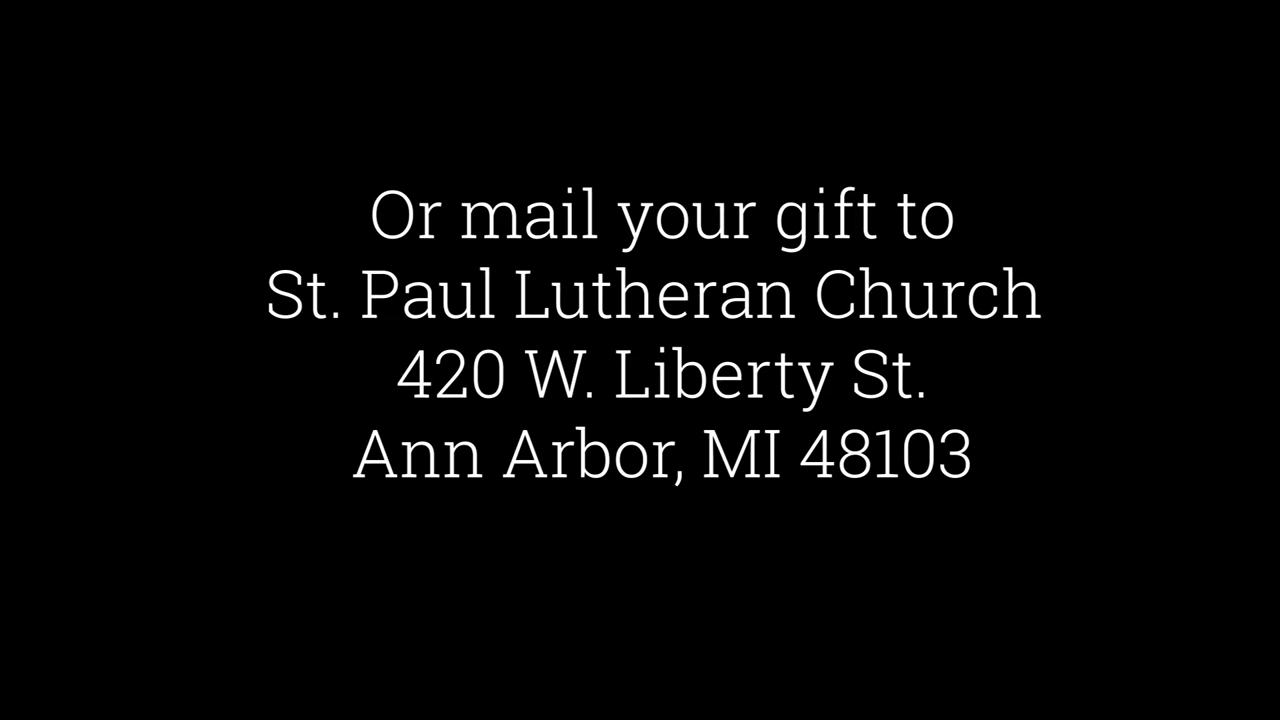 Or mail your gift to
St. Paul Lutheran Church
420 W. Liberty St.
Ann Arbor, MI 48103